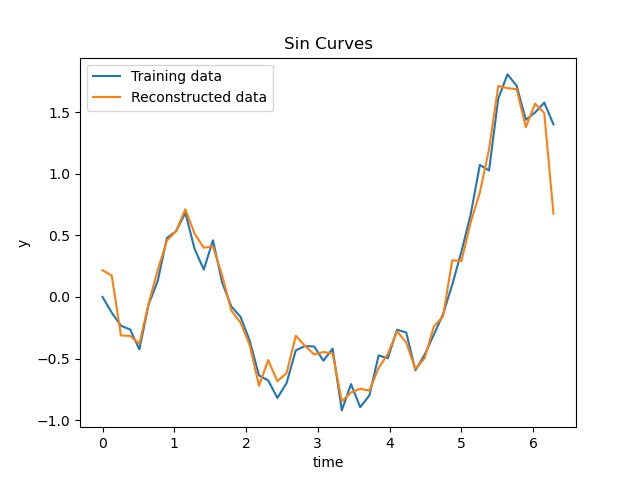 Sin Curves
Training data
Reconstructed data
1.5
1.0
0.5
0.0
−0.5
−1.0
y
0 1 2 3 4 5 6
time